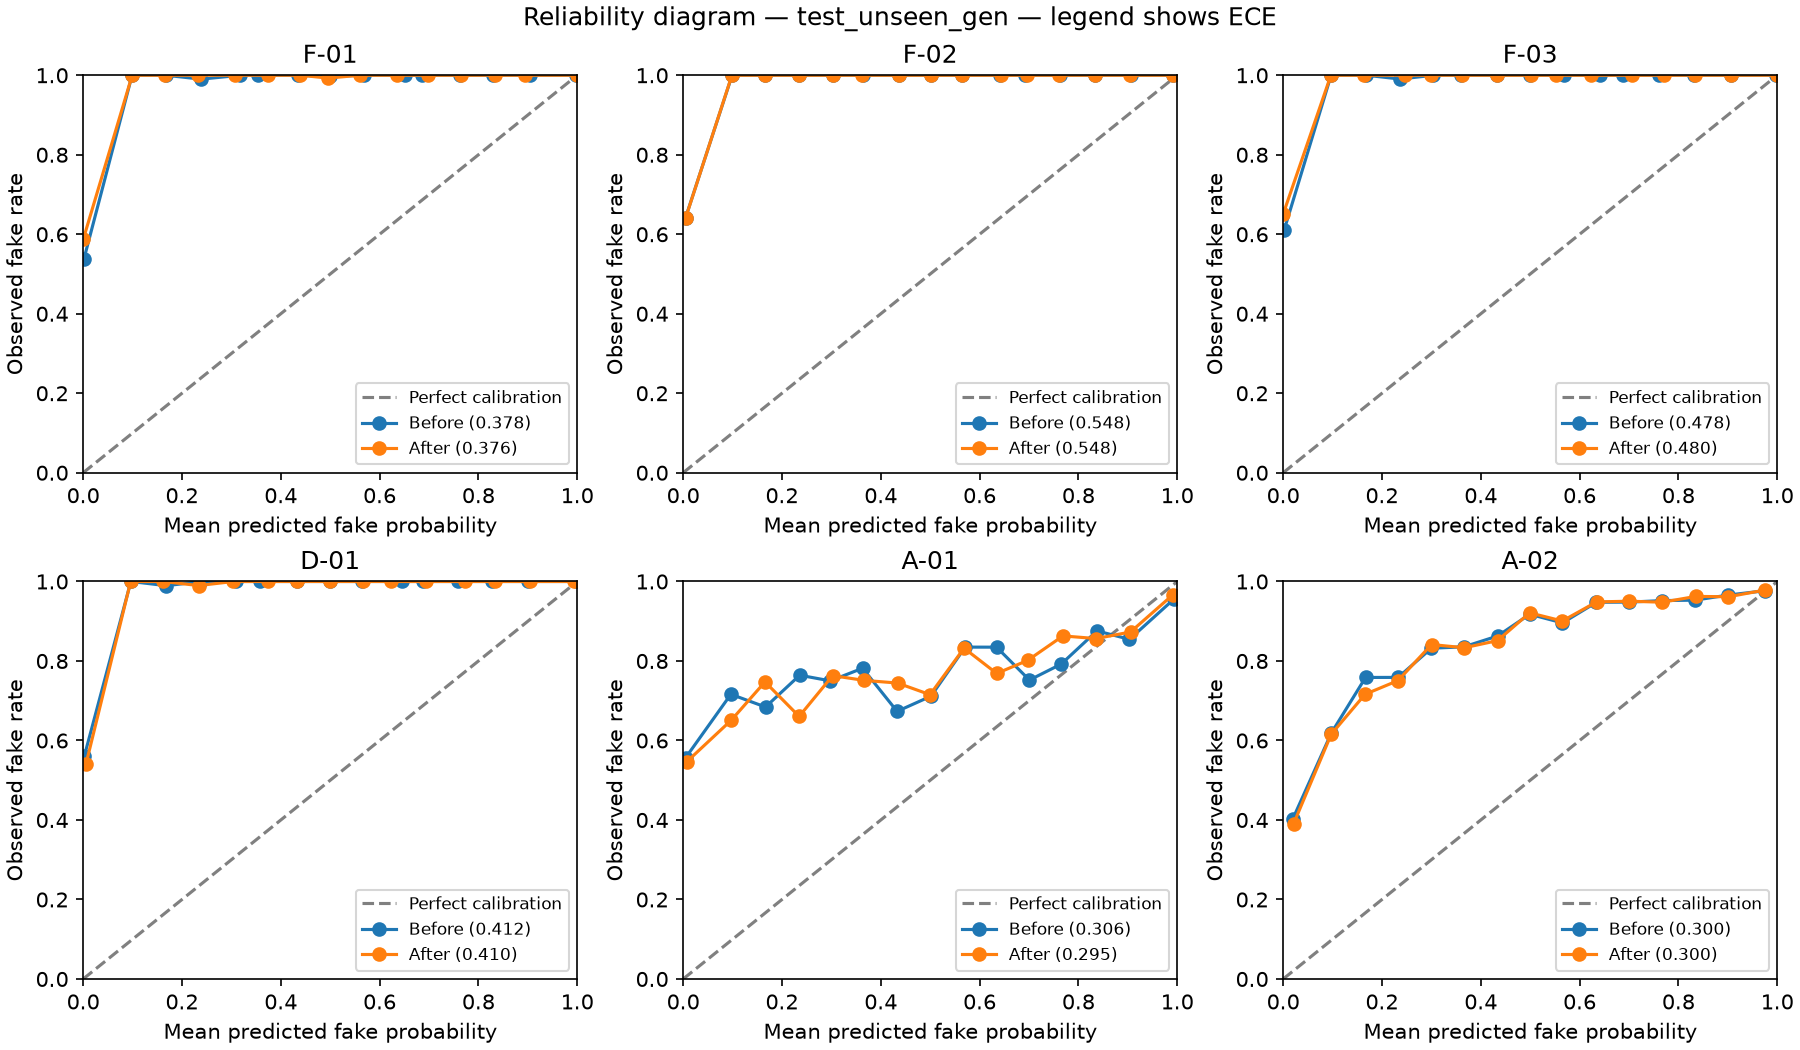 Reliability diagram — test_unseen_gen — legend shows ECE
F-01
Observed fake rate
1.0
0.8
0.6
0.4
0.2
0.0
Perfect calibration
Before (0.378)
After (0.376)
0.0 0.2 0.4 0.6 0.8 1.0
Mean predicted fake probability
F-02
Observed fake rate
1.0
0.8
0.6
0.4
0.2
0.0
Perfect calibration
Before (0.548)
After (0.548)
0.0 0.2 0.4 0.6 0.8 1.0
Mean predicted fake probability
F-03
Observed fake rate
1.0
0.8
0.6
0.4
0.2
0.0
Perfect calibration
Before (0.478)
After (0.480)
0.0 0.2 0.4 0.6 0.8 1.0
Mean predicted fake probability
D-01
Observed fake rate
1.0
0.8
0.6
0.4
0.2
0.0
Perfect calibration
Before (0.412)
After (0.410)
0.0 0.2 0.4 0.6 0.8 1.0
Mean predicted fake probability
A-01
Observed fake rate
1.0
0.8
0.6
0.4
0.2
0.0
Perfect calibration
Before (0.306)
After (0.295)
0.0 0.2 0.4 0.6 0.8 1.0
Mean predicted fake probability
A-02
Observed fake rate
1.0
0.8
0.6
0.4
0.2
0.0
Perfect calibration
Before (0.300)
After (0.300)
0.0 0.2 0.4 0.6 0.8 1.0
Mean predicted fake probability